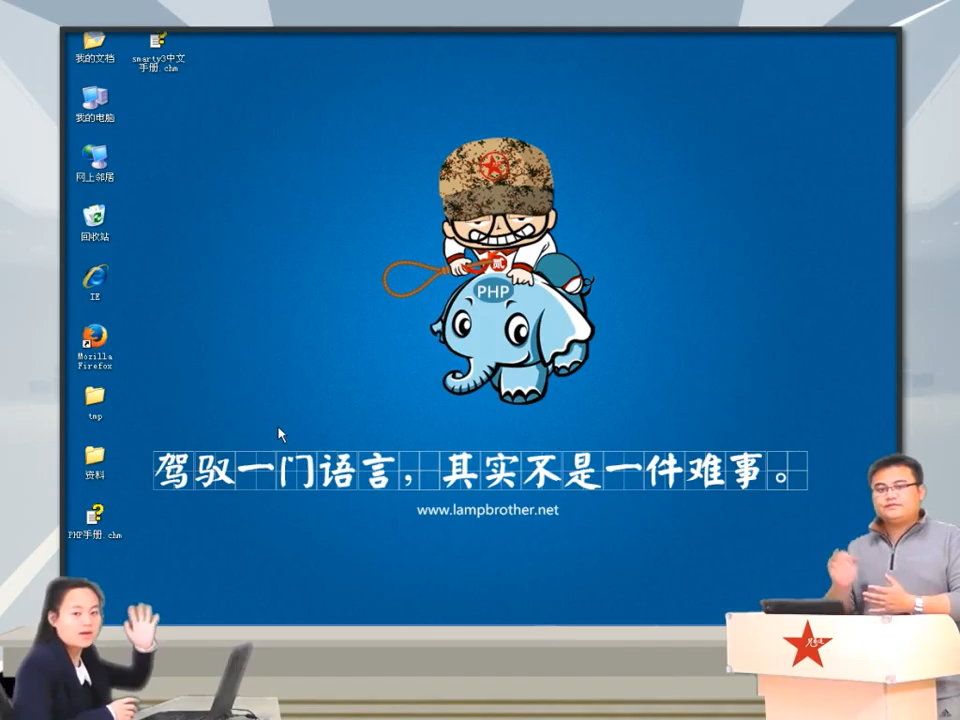 我的文档
smarty3中文
手册.chm
我的电脑
网上邻居
回收站
IE
Mozilla
Firefox
tmp
资料
PHP手册.chm
贰
PHP
驾驭一门语言，其实不是一件难事。
www.lampbrother.net